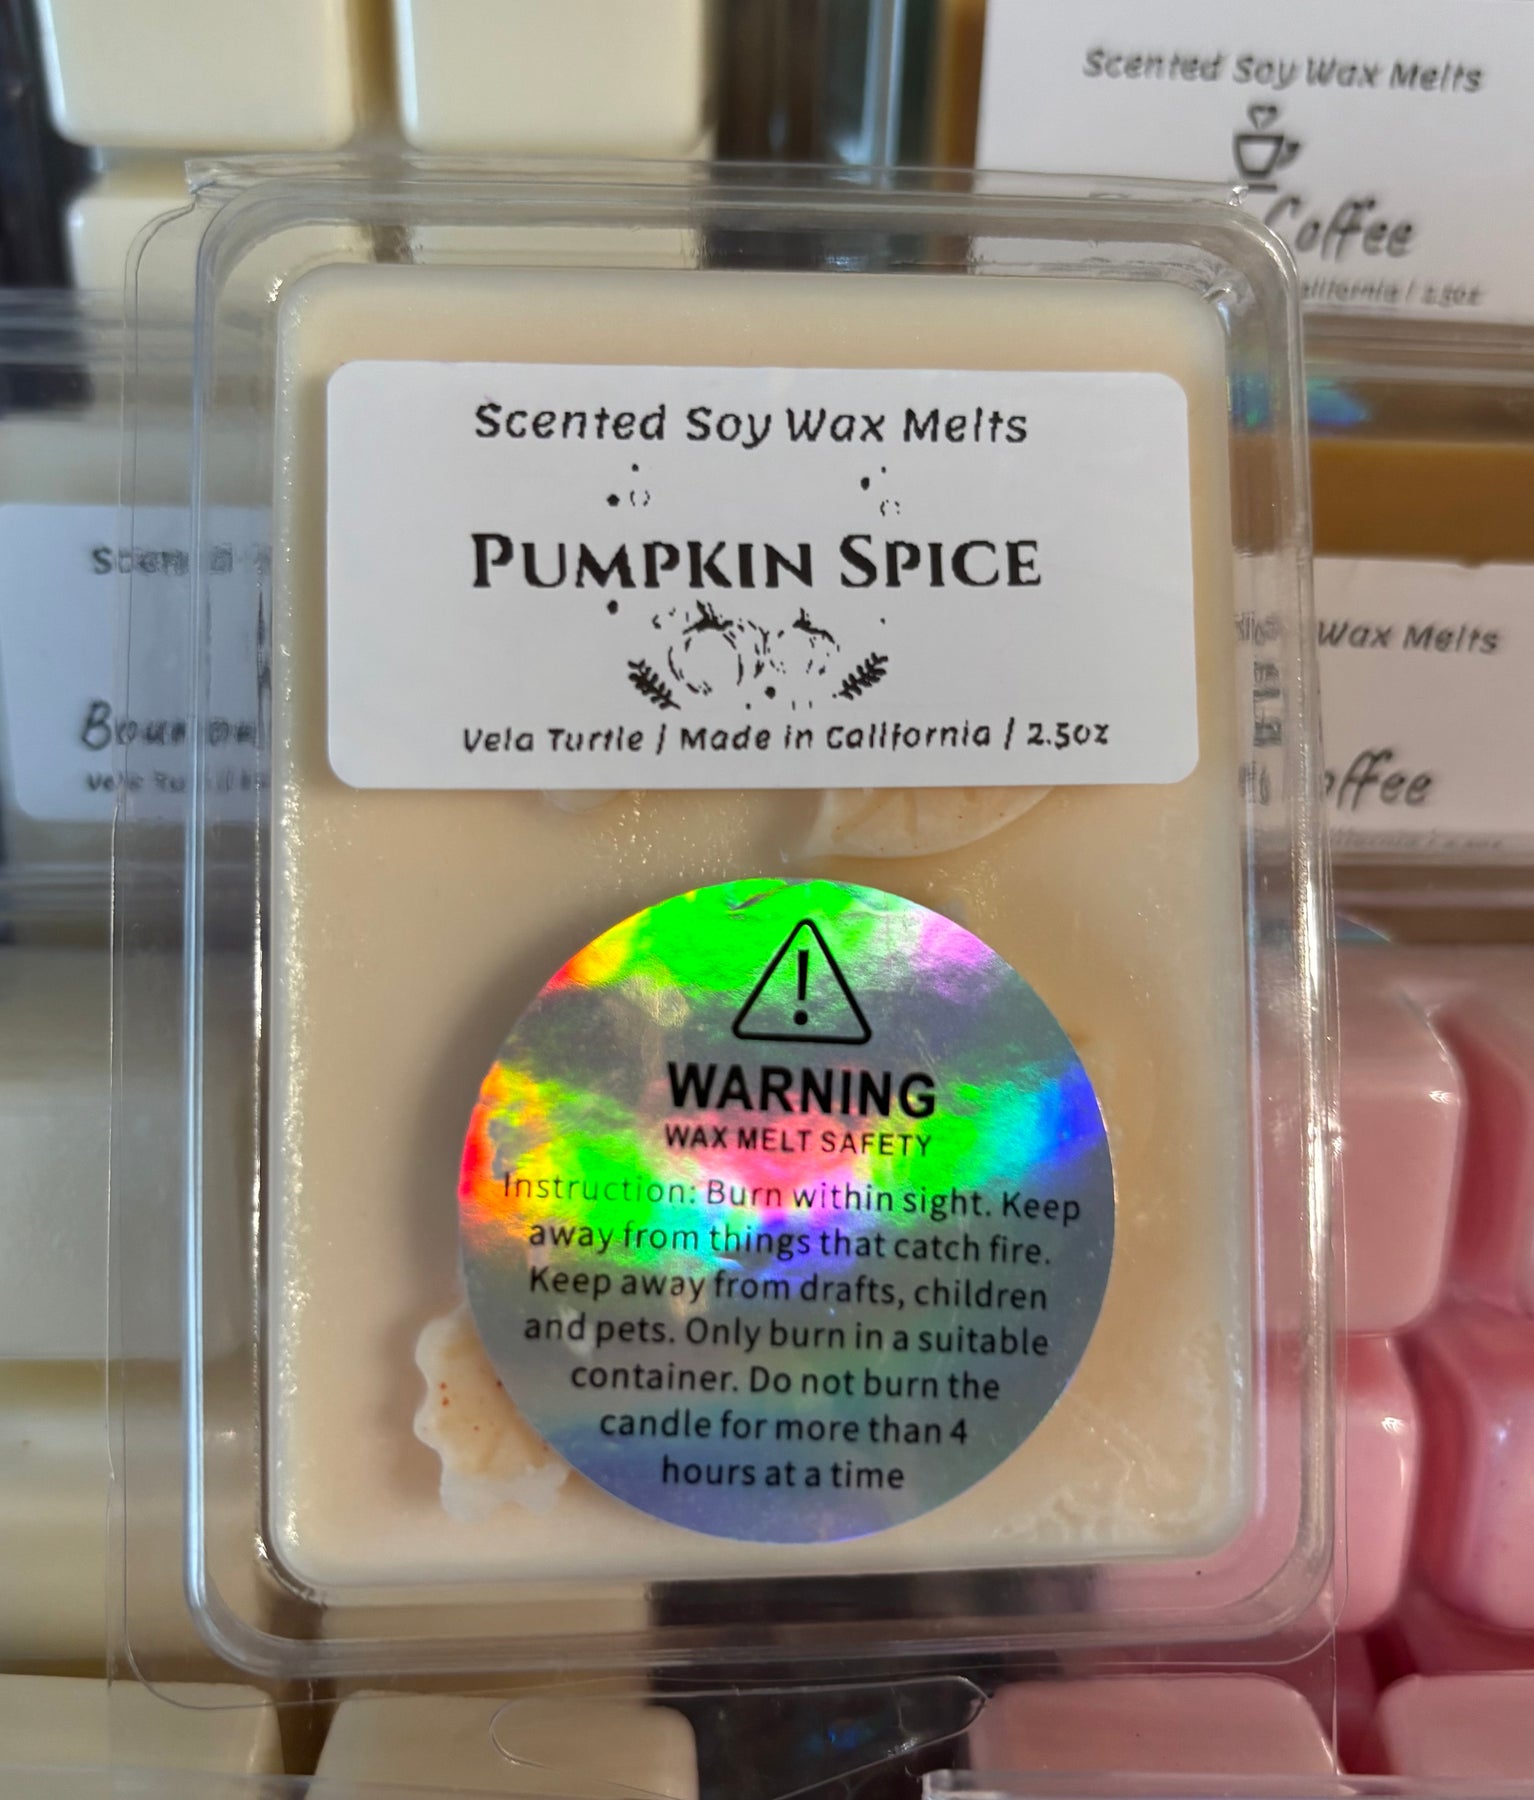 Scented Soy Wax Melts
Coffee
Scented Soy Wax Melts
PUMPKIN SPICE
Vela Turtle | Made in California | 2.5oz
Wax Melts
WARNING
WAX MELT SAFETY
Instruction: Burn within sight. Keep
away from things that catch fire.
Keep away from drafts, children
and pets. Only burn in a suitable
container. Do not burn the
candle for more than 4
hours at a time